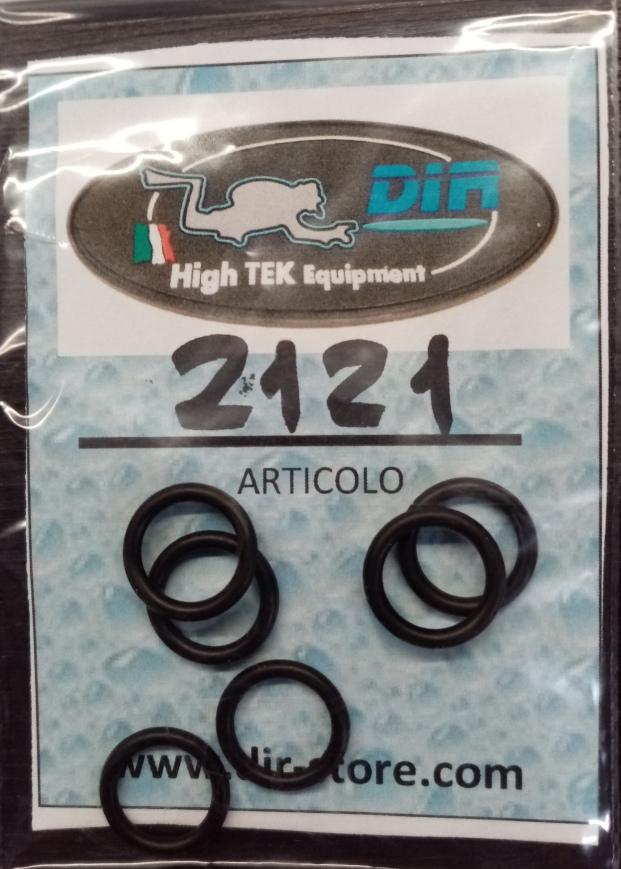 DiR
High TEK Equipment
2121
ARTICOLO
www.dir-store.com